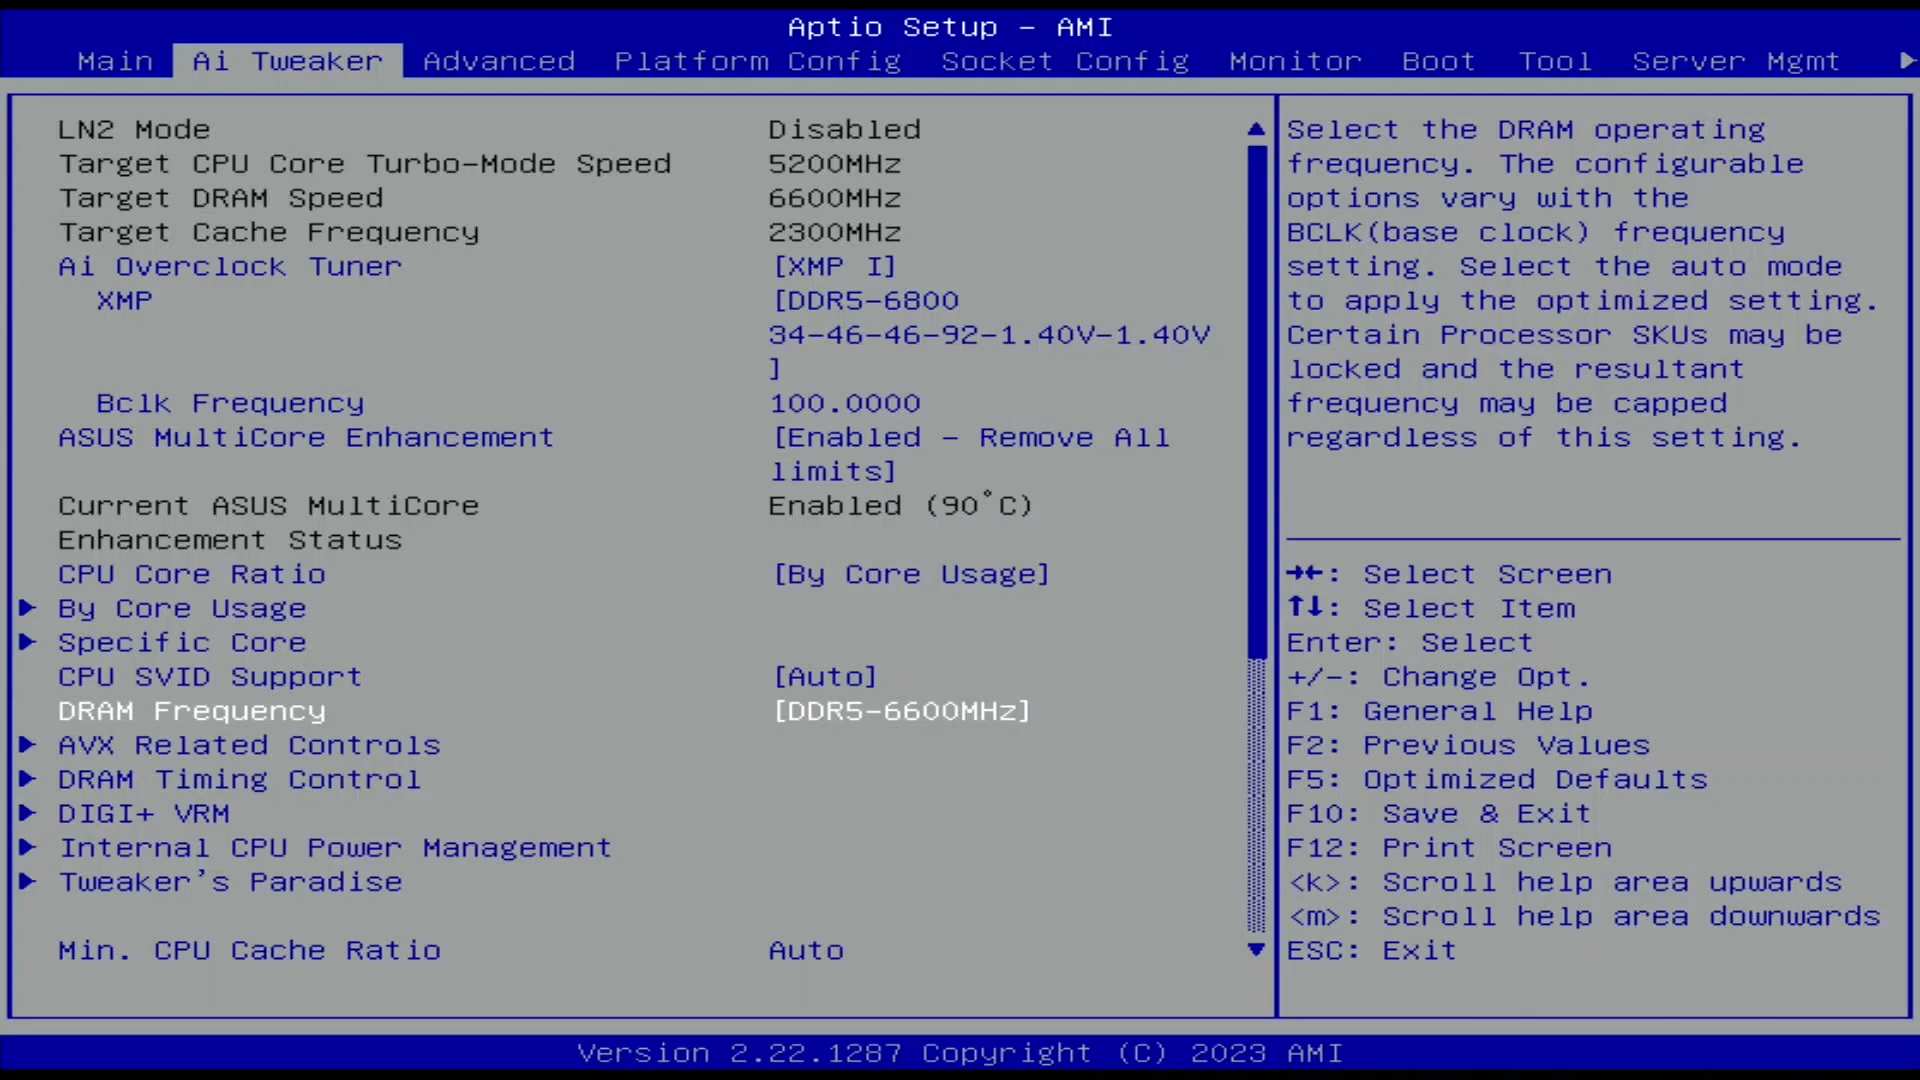 Aptio Setup – AMI
Main Ai Tweaker Advanced Platform Config Socket Config Monitor Boot Tool Server Mgmt ►
LN2 Mode Disabled
Target CPU Core Turbo-Mode Speed 5200MHz
Target DRAM Speed 6600MHz
Target Cache Frequency 2300MHz
Ai Overclock Tuner [XMP I]
XMP [DDR5-6800
34-46-46-92-1.40V-1.40V
]
Bclk Frequency 100.0000
ASUS MultiCore Enhancement [Enabled – Remove All
limits]
Current ASUS MultiCore Enabled (90°C)
Enhancement Status
CPU Core Ratio [By Core Usage]
► By Core Usage
► Specific Core
CPU SVID Support [Auto]
DRAM Frequency [DDR5-6600MHz]
► AVX Related Controls
► DRAM Timing Control
► DIGI+ VRM
► Internal CPU Power Management
► Tweaker's Paradise
Min. CPU Cache Ratio Auto
Select the DRAM operating
frequency. The configurable
options vary with the
BCLK(base clock) frequency
setting. Select the auto mode
to apply the optimized setting.
Certain Processor SKUs may be
locked and the resultant
frequency may be capped
regardless of this setting.
→←: Select Screen
↑↓: Select Item
Enter: Select
+/-: Change Opt.
F1: General Help
F2: Previous Values
F5: Optimized Defaults
F10: Save & Exit
F12: Print Screen
<k>: Scroll help area upwards
<m>: Scroll help area downwards
ESC: Exit
Version 2.22.1287 Copyright (C) 2023 AMI